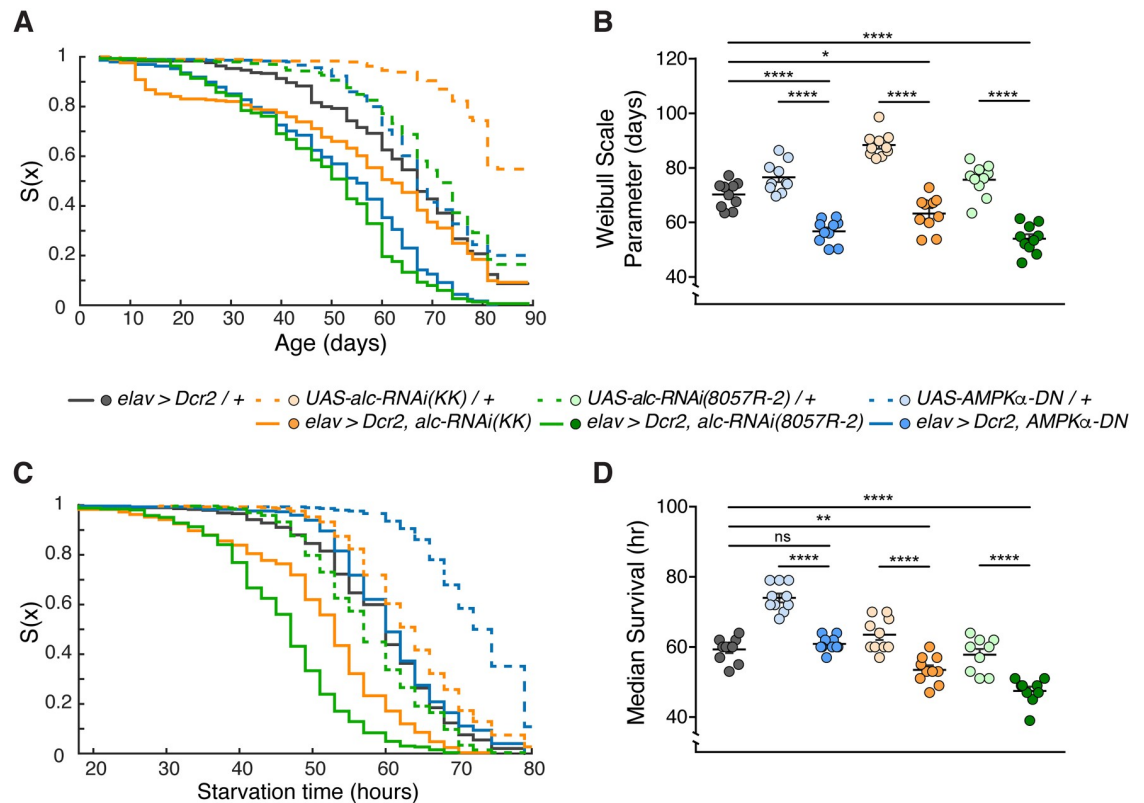 A
1
0.8
0.6
0.4
0.2
0
S(x)
0 10 20 30 40 50 60 70 80 90
Age (days)
B
120
100
80
60
40
Weibull Scale
Parameter (days)
****
*
****
**** **** ****
elav > Dcr2 / + UAS-alc-RNAi(KK) / + UAS-alc-RNAi(8057R-2) / + UAS-AMPKα-DN / +
elav > Dcr2, alc-RNAi(KK) elav > Dcr2, alc-RNAi(8057R-2) elav > Dcr2, AMPKα-DN
C
1
0.8
0.6
0.4
0.2
0
S(x)
20 30 40 50 60 70 80
Starvation time (hours)
D
100
80
60
40
Median Survival (hr)
****
**
ns
**** **** ****